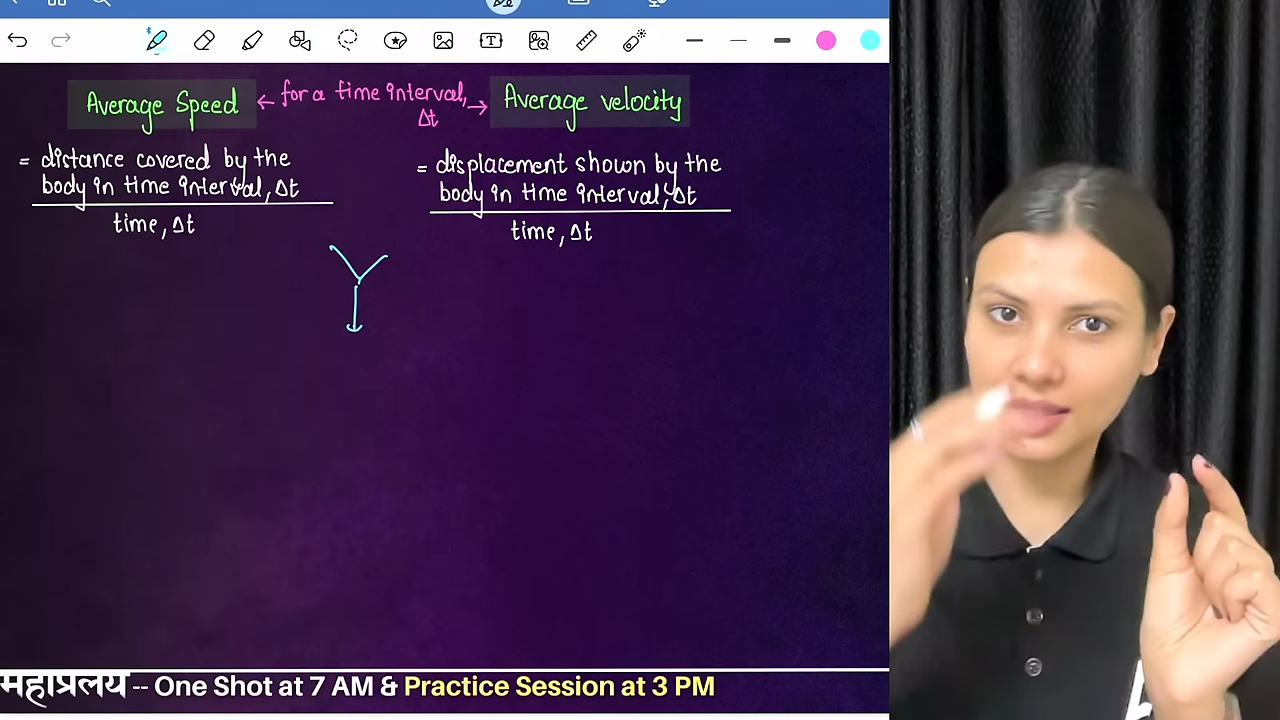 Average Speed ← for a time interval, → Average velocity
Δt
= distance covered by the
body in time interval, Δt
time, Δt
= displacement shown by the
body in time interval, Δt
time, Δt
महाप्रलय -- One Shot at 7 AM & Practice Session at 3 PM